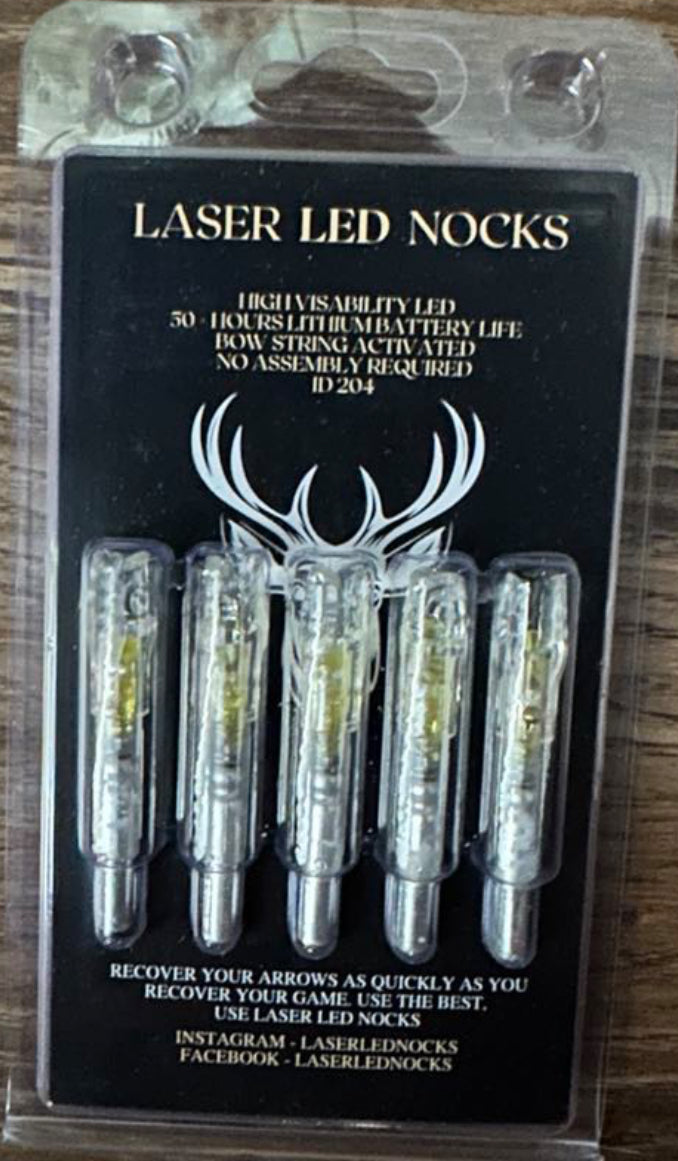 LASER LED NOCKS
HIGH VISABILITY LED
50 - HOURS LITHIUM BATTERY LIFE
BOW STRING ACTIVATED
NO ASSEMBLY REQUIRED
ID 204
RECOVER YOUR ARROWS AS QUICKLY AS YOU
RECOVER YOUR GAME. USE THE BEST,
USE LASER LED NOCKS
INSTAGRAM - LASERLEDNOCKS
FACEBOOK - LASERLEDNOCKS